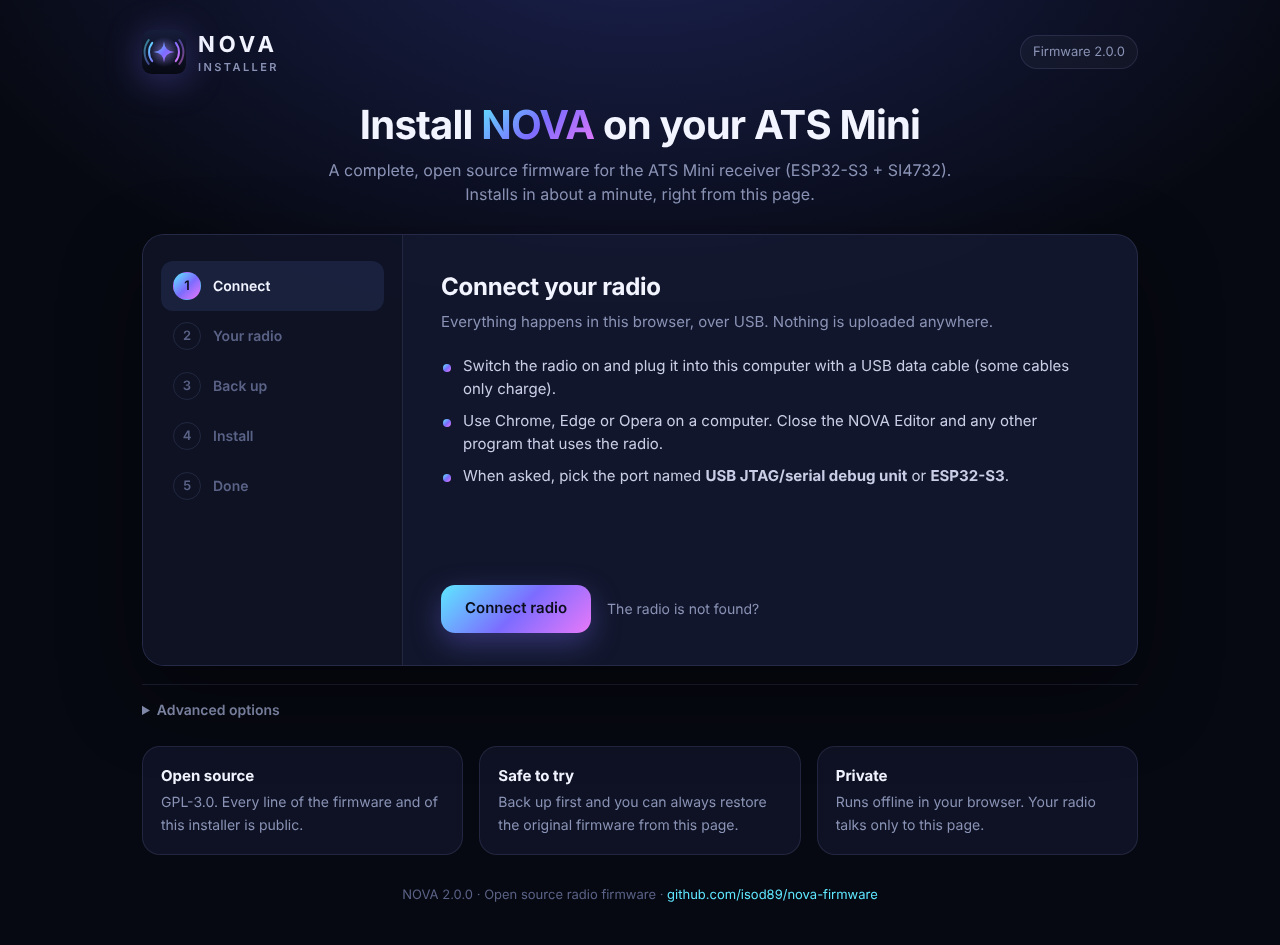 NOVA
INSTALLER
Firmware 2.0.0
Install NOVA on your ATS Mini
A complete, open source firmware for the ATS Mini receiver (ESP32-S3 + SI4732).
Installs in about a minute, right from this page.
1 Connect
2 Your radio
3 Back up
4 Install
5 Done
Connect your radio
Everything happens in this browser, over USB. Nothing is uploaded anywhere.
Switch the radio on and plug it into this computer with a USB data cable (some cables
only charge).
Use Chrome, Edge or Opera on a computer. Close the NOVA Editor and any other
program that uses the radio.
When asked, pick the port named USB JTAG/serial debug unit or ESP32-S3.
Connect radio
The radio is not found?
Advanced options
Open source
GPL-3.0. Every line of the firmware and of
this installer is public.
Safe to try
Back up first and you can always restore
the original firmware from this page.
Private
Runs offline in your browser. Your radio
talks only to this page.
NOVA 2.0.0 · Open source radio firmware · github.com/isod89/nova-firmware